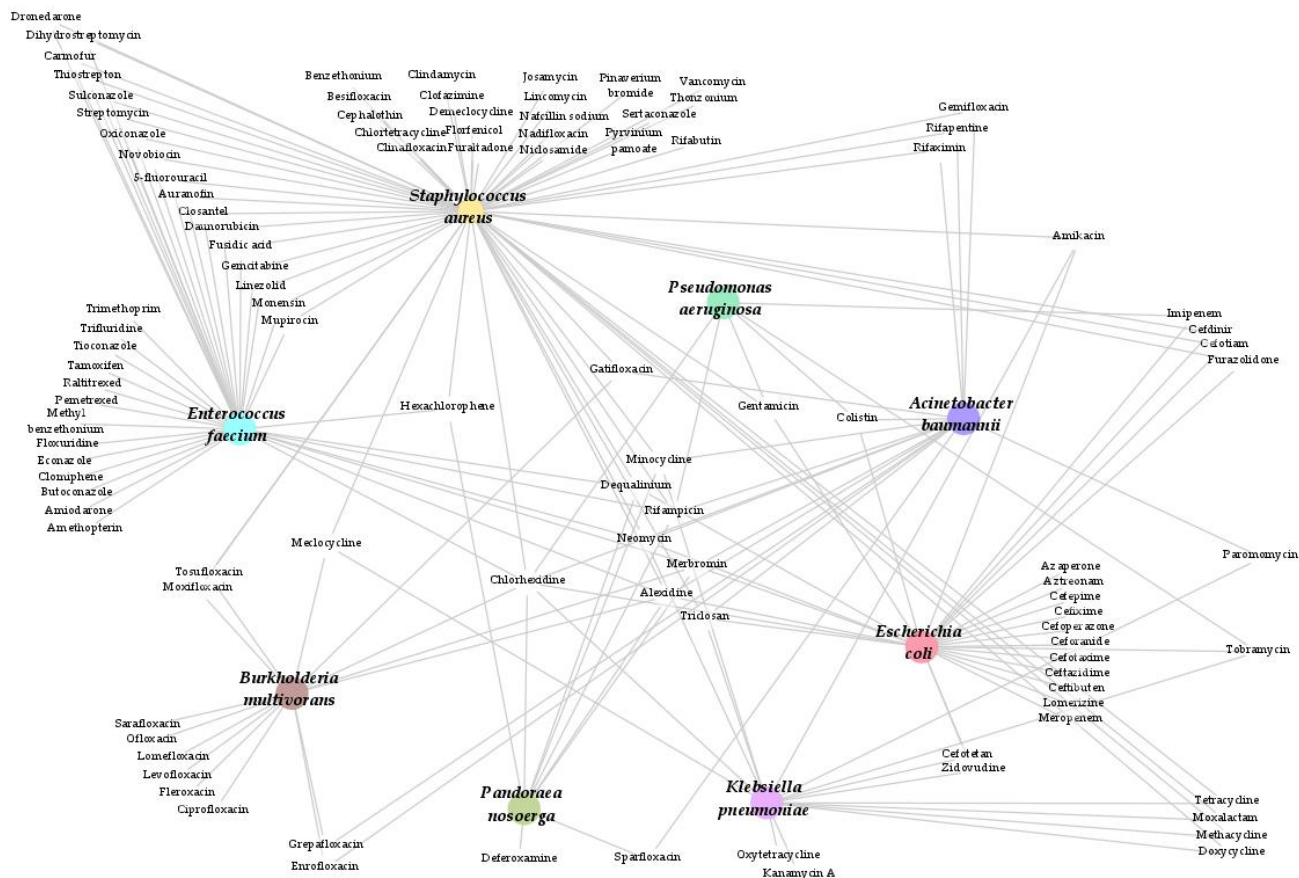 Dronedarone
Dihydrostreptomycin
Carmofur
Thiostrepton
Sulconazole
Streptomycin
Oxiconazole
Novobiocin
5-fluorouracil
Auranofin
Closantel
Daunorubicin
Fusidic acid
Gemcitabine
Linezolid
Monensin
Mupirocin
Benzethonium
Besifloxacin
Cephalothin
Chlortetracycline
Clinafloxacin
Clindamycin
Clofazimine
Demeclocycline
Florfenicol
Furaltadone
Josamycin
Lincomycin
Nafcillin sodium
Nadifloxacin
Niclosamide
Pinaverium
bromide
Vancomycin
Thonzonium
Sertaconazole
Pyrvinium
pamoate
Rifabutin
Gemifloxacin
Rifapentine
Rifaximin
Staphylococcus
aureus
Amikacin
Pseudomonas
aeruginosa
Imipenem
Cefdinir
Cefotiam
Furazolidone
Trimethoprim
Trifluridine
Tioconazole
Tamoxifen
Raltitrexed
Pemetrexed
Methyl
benzethonium
Floxuridine
Econazole
Clomiphene
Butoconazole
Amiodarone
Amethopterin
Enterococcus
faecium
Hexachlorophene
Gatifloxacin
Gentamicin
Colistin
Acinetobacter
baumannii
Minocycline
Dequalinium
Rifampicin
Neomycin
Merbromin
Alexidine
Triclosan
Meclocycline
Chlorhexidine
Tosufloxacin
Moxifloxacin
Paromomycin
Azaperone
Aztreonam
Cefepime
Cefixime
Cefoperazone
Ceforanide
Cefotaxime
Ceftazidime
Ceftibuten
Lomerizine
Meropenem
Escherichia
coli
Tobramycin
Burkholderia
multivorans
Sarafloxacin
Ofloxacin
Lomefloxacin
Levofloxacin
Fleroxacin
Ciprofloxacin
Cefotetan
Zidovudine
Pandoraea
nosoerga
Klebsiella
pneumoniae
Tetracycline
Moxalactam
Methacycline
Doxycycline
Grepafloxacin
Enrofloxacin
Deferoxamine
Sparfloxacin
Oxytetracycline
Kanamycin A